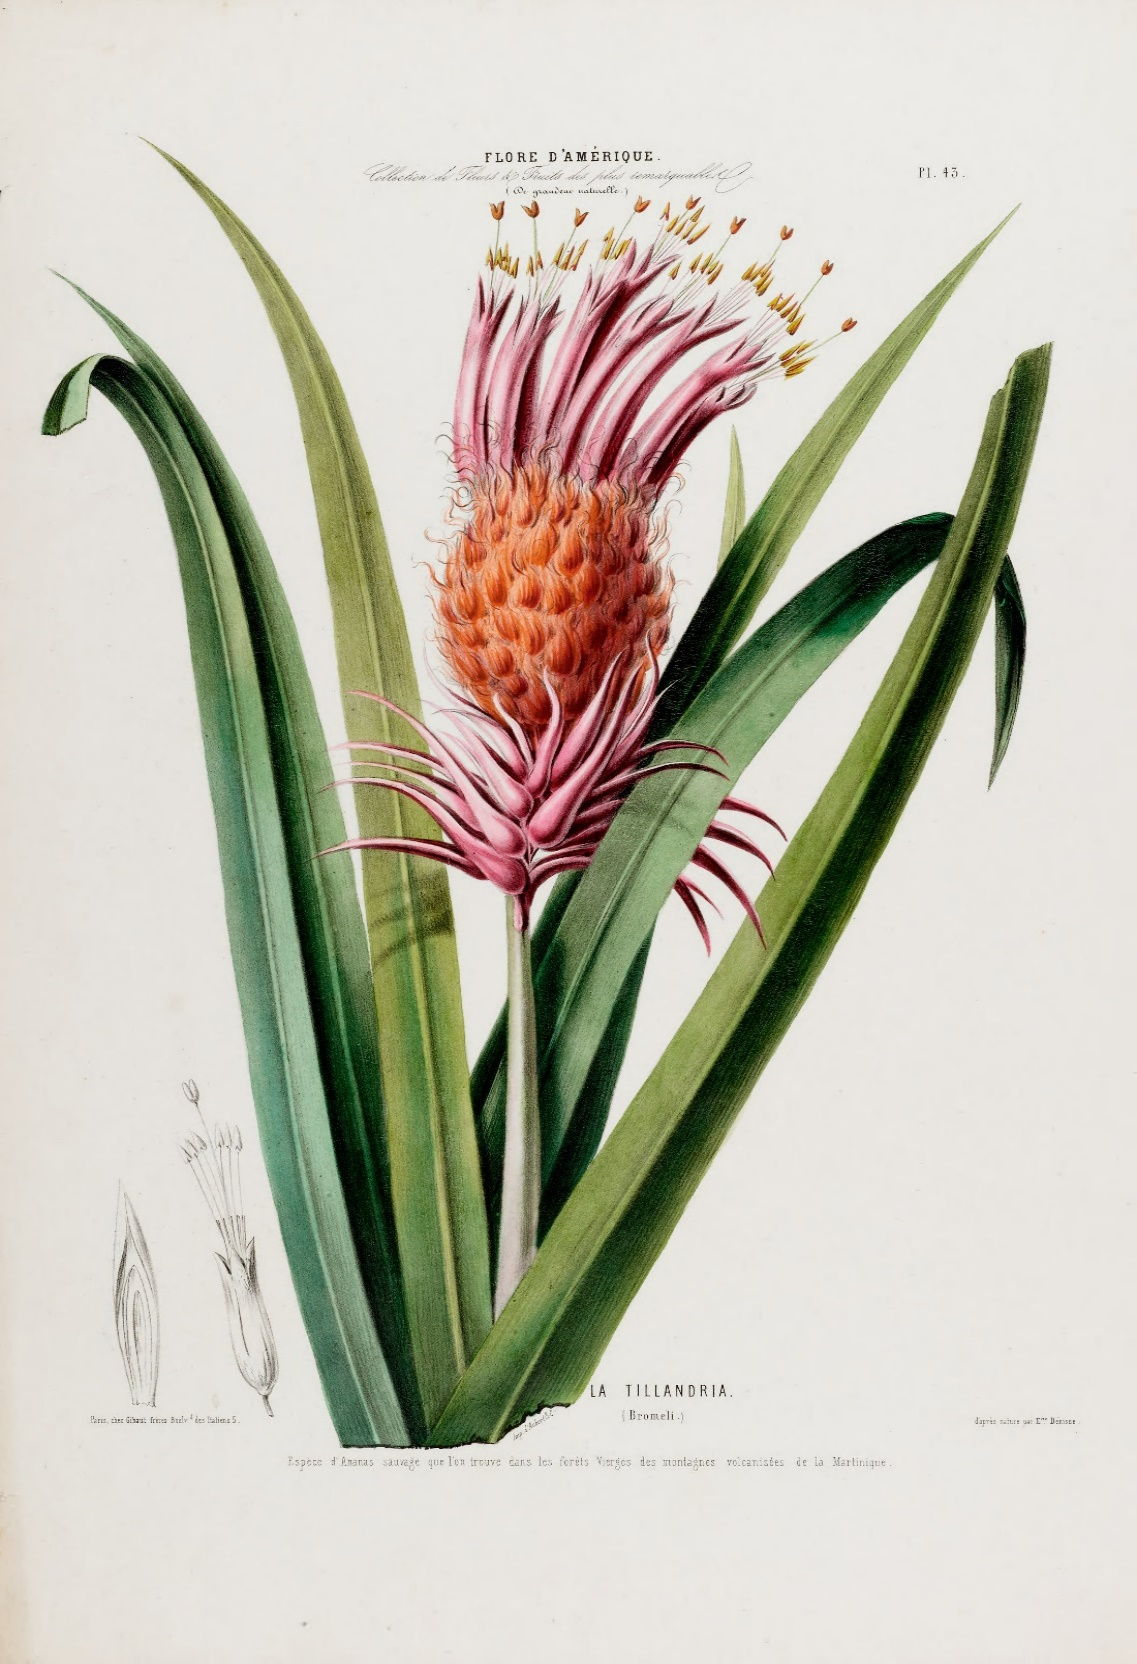 FLORE D'AMÉRIQUE.
Collection de Fleurs & Fruits des plus remarquables
(De grandeur naturelle.)
Pl. 43.
LA TILLANDRIA.
(Bromeli.)
Paris, chez Gihaut frères Boulv.d des Italiens 5.
d'après nature par E.nne Denisse.
Espèce d'Ananas sauvage que l'on trouve dans les forêts Vierges des montagnes volcanisées de la Martinique.